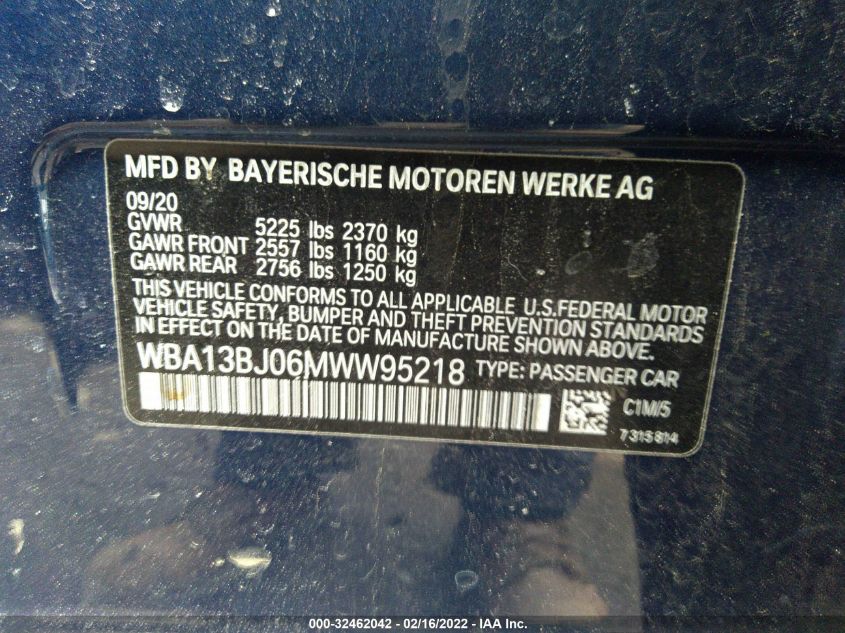 MFD BY BAYERISCHE MOTOREN WERKE AG
09/20
GVWR 5225 lbs 2370 kg
GAWR FRONT 2557 lbs 1160 kg
GAWR REAR 2756 lbs 1250 kg
THIS VEHICLE CONFORMS TO ALL APPLICABLE U.S.FEDERAL MOTOR
VEHICLE SAFETY, BUMPER AND THEFT PREVENTION STANDARDS
IN EFFECT ON THE DATE OF MANUFACTURE SHOWN ABOVE.
WBA13BJ06MWW95218 TYPE: PASSENGER CAR
C1M/5
7315814
000-32462042 - 02/16/2022 - IAA Inc.